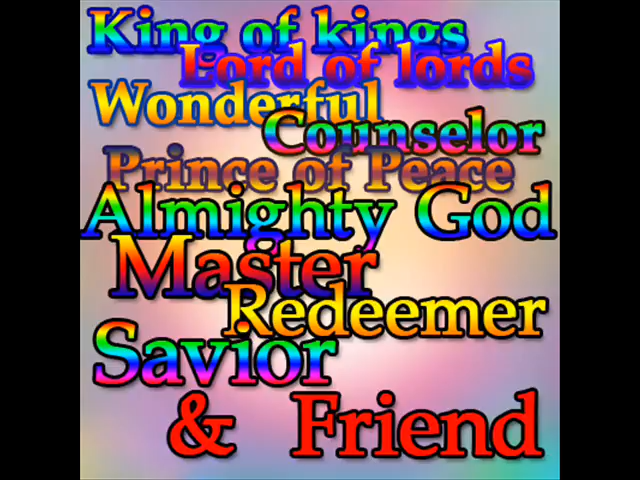 King of kings
Lord of lords
Wonderful
Counselor
Prince of Peace
Almighty God
Master
Redeemer
Savior
& Friend